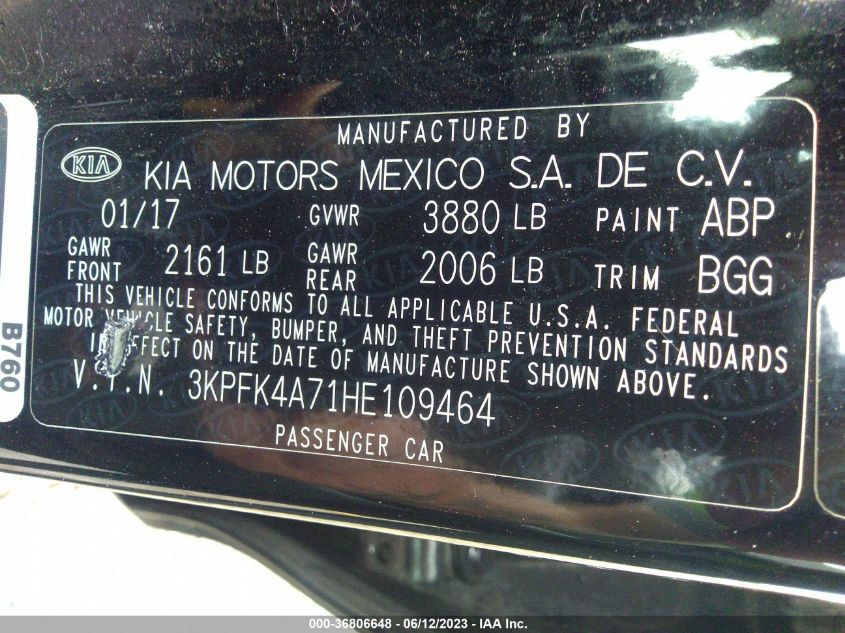 MANUFACTURED BY
KIA KIA MOTORS MEXICO S.A. DE C.V.
01/17 GVWR 3880 LB PAINT ABP
GAWR FRONT 2161 LB GAWR REAR 2006 LB TRIM BGG
THIS VEHICLE CONFORMS TO ALL APPLICABLE U.S.A. FEDERAL
MOTOR VEHICLE SAFETY, BUMPER, AND THEFT PREVENTION STANDARDS
IN EFFECT ON THE DATE OF MANUFACTURE SHOWN ABOVE.
V.I.N. 3KPFK4A71HE109464
PASSENGER CAR
B760
000-36806648 - 06/12/2023 - IAA Inc.